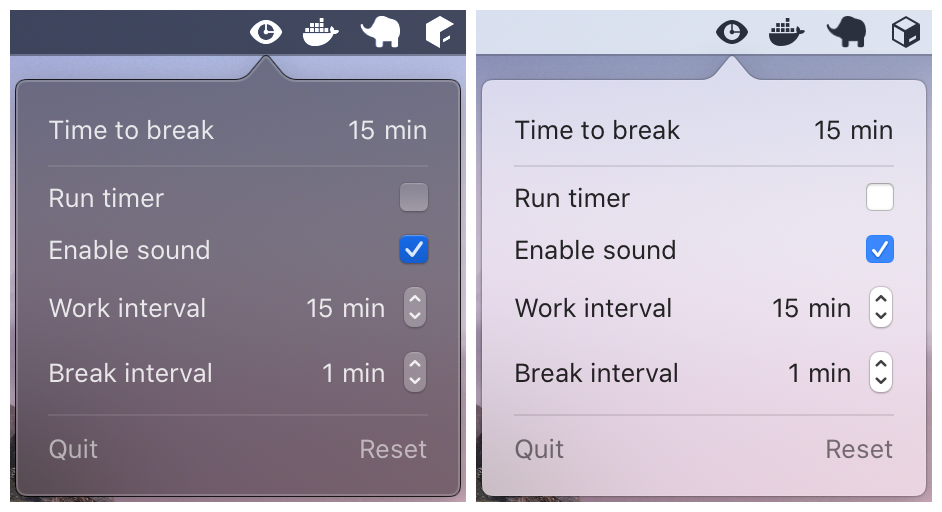 Time to break 15 min
Run timer
Enable sound
Work interval 15 min
Break interval 1 min
Quit Reset
Time to break 15 min
Run timer
Enable sound
Work interval 15 min
Break interval 1 min
Quit Reset